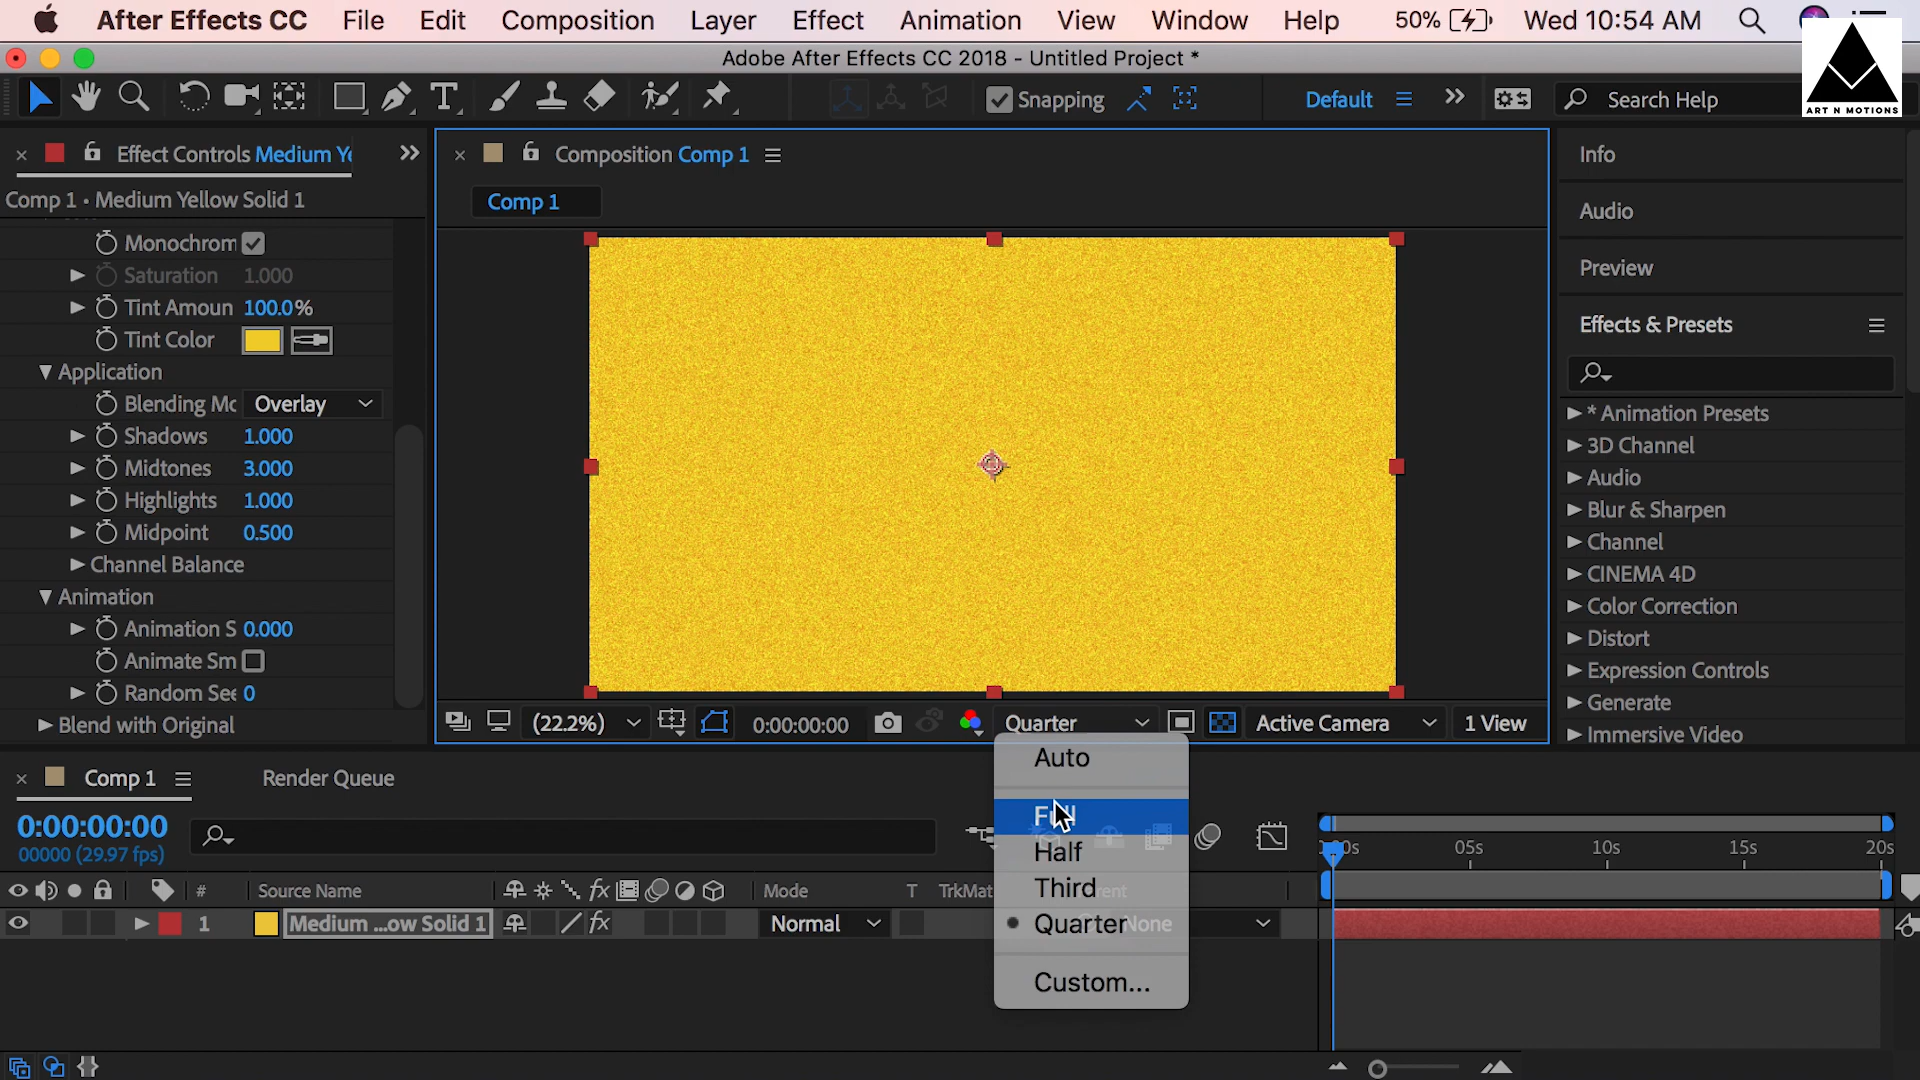 After Effects CC File Edit Composition Layer Effect Animation View Window Help 50% Wed 10:54 AM
Adobe After Effects CC 2018 - Untitled Project *
Snapping Default Search Help
ART N MOTIONS
Effect Controls Medium Ye
Comp 1 • Medium Yellow Solid 1
Monochrom
Saturation 1.000
Tint Amoun 100.0%
Tint Color
Application
Blending Mc Overlay
Shadows 1.000
Midtones 3.000
Highlights 1.000
Midpoint 0.500
Channel Balance
Animation
Animation S 0.000
Animate Sm
Random See 0
Blend with Original
Composition Comp 1
Comp 1
(22.2%) 0:00:00:00 Quarter Active Camera 1 View
Auto
Full
Half
Third
Quarter
Custom...
Info
Audio
Preview
Effects & Presets
* Animation Presets
3D Channel
Audio
Blur & Sharpen
Channel
CINEMA 4D
Color Correction
Distort
Expression Controls
Generate
Immersive Video
Comp 1 Render Queue
0:00:00:00
00000 (29.97 fps)
05s 10s 15s 20s
# Source Name fx Mode T TrkMat
1 Medium ...ow Solid 1 fx Normal None